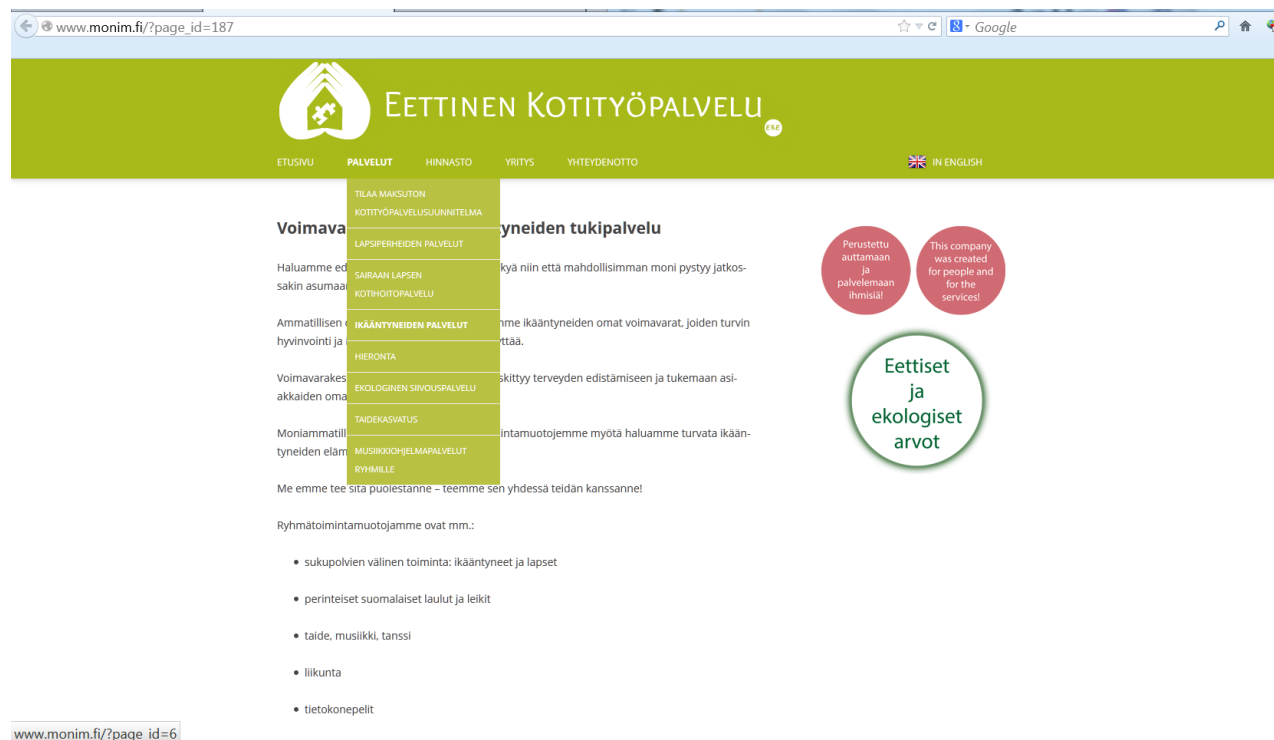 www.monim.fi/?page_id=187
Google
EETTINEN KOTITYÖPALVELU
E&E
ETUSIVU PALVELUT HINNASTO YRITYS YHTEYDENOTTO IN ENGLISH
TILAA MAKSUTON
KOTITYÖPALVELUSUUNNITELMA
LAPSIPERHEIDEN PALVELUT
SAIRAAN LAPSEN
KOTIHOITOPALVELU
IKÄÄNTYNEIDEN PALVELUT
HIERONTA
EKOLOGINEN SIIVOUSPALVELU
TAIDEKASVATUS
MUSIIKKIOHJELMAPALVELUT
RYHMILLE
Voimava yneiden tukipalvelu
Haluamme ed kyä niin että mahdollisimman moni pystyy jatkos-
sakin asumaa
Ammatillisen mme ikääntyneiden omat voimavarat, joiden turvin
hyvinvointi ja ttää.
Voimavarakes skittyy terveyden edistämiseen ja tukemaan asi-
akkaiden oma
Moniammatill intamuotojemme myötä haluamme turvata ikään-
tyneiden eläm
Me emme tee sitä puolestanne – teemme sen yhdessä teidän kanssanne!
Ryhmätoimintamuotojamme ovat mm.:
sukupolvien välinen toiminta: ikääntyneet ja lapset
perinteiset suomalaiset laulut ja leikit
taide, musiikki, tanssi
liikunta
tietokonepelit
Perustettu
auttamaan
ja
palvelemaan
ihmisiä!
This company
was created
for people and
for the
services!
Eettiset
ja
ekologiset
arvot
www.monim.fi/?page_id=6